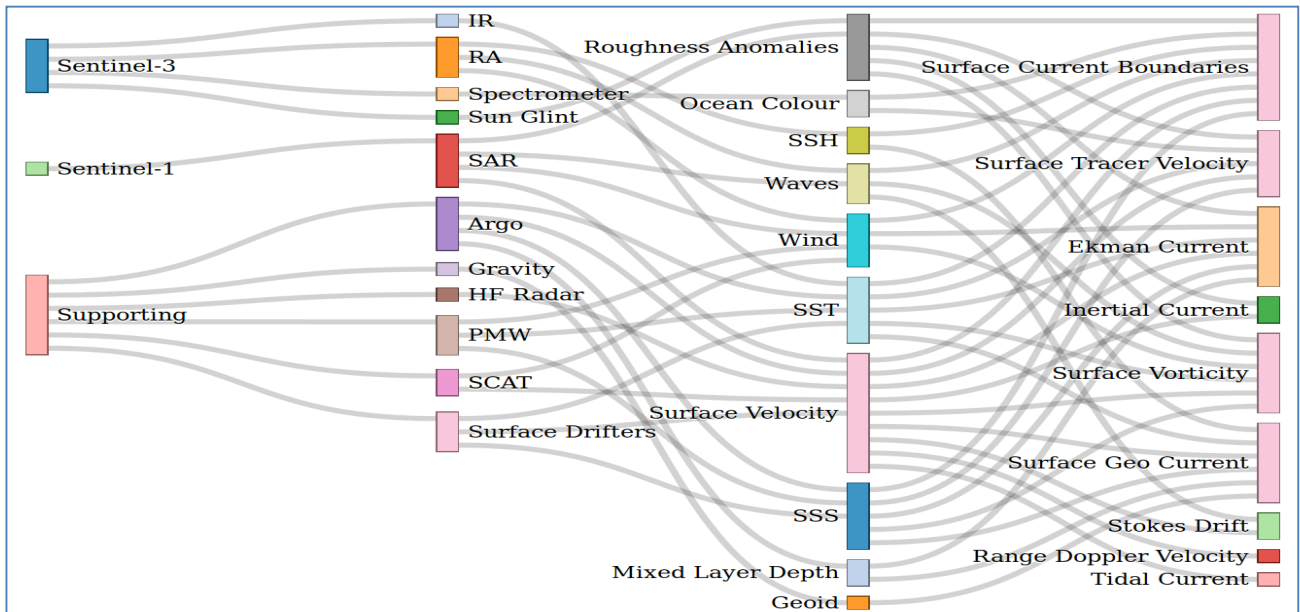 Sentinel-3
Sentinel-1
Supporting
IR
RA
Spectrometer
Sun Glint
SAR
Argo
Gravity
HF Radar
PMW
SCAT
Surface Drifters
Roughness Anomalies
Ocean Colour
SSH
Waves
Wind
SST
Surface Velocity
SSS
Mixed Layer Depth
Geoid
Surface Current Boundaries
Surface Tracer Velocity
Ekman Current
Inertial Current
Surface Vorticity
Surface Geo Current
Stokes Drift
Range Doppler Velocity
Tidal Current